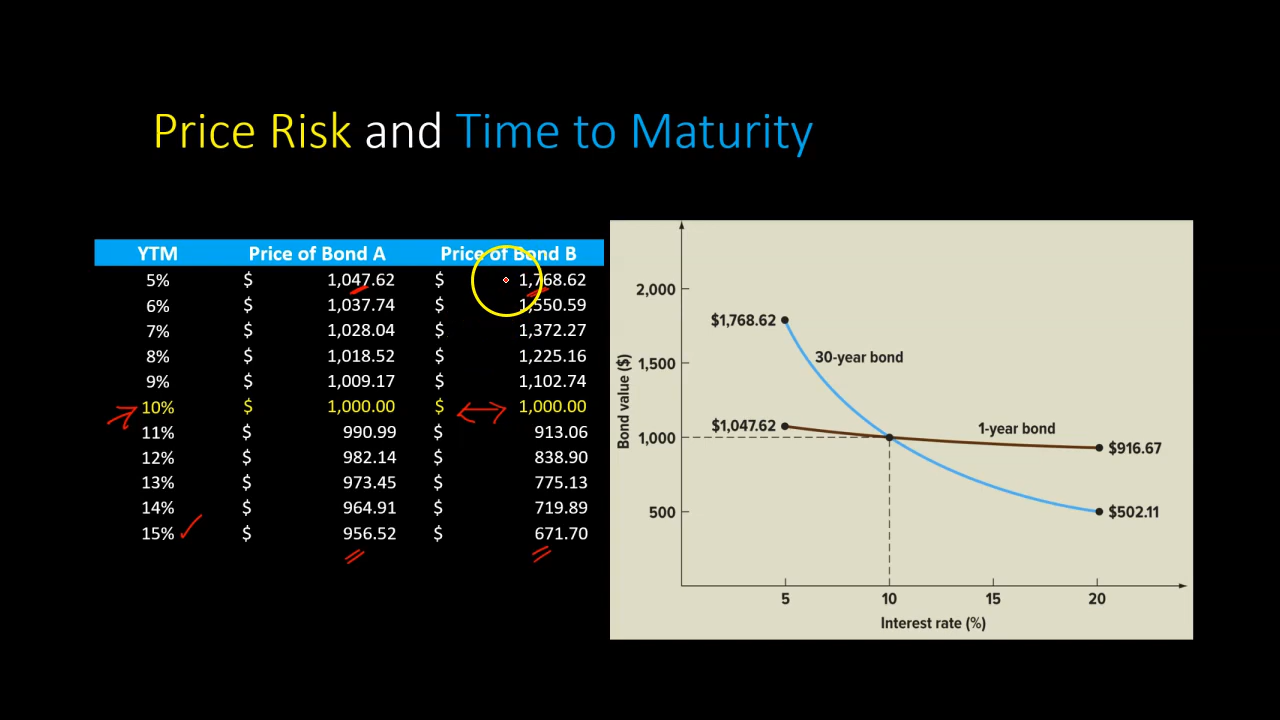 Price Risk and Time to Maturity
YTM Price of Bond A Price of Bond B
5% $ 1,047.62 $ 1,768.62
6% $ 1,037.74 $ 1,550.59
7% $ 1,028.04 $ 1,372.27
8% $ 1,018.52 $ 1,225.16
9% $ 1,009.17 $ 1,102.74
10% $ 1,000.00 $ 1,000.00
11% $ 990.99 $ 913.06
12% $ 982.14 $ 838.90
13% $ 973.45 $ 775.13
14% $ 964.91 $ 719.89
15% $ 956.52 $ 671.70
Bond value ($)
2,000
1,500
1,000
500
$1,768.62
30-year bond
$1,047.62
1-year bond
$916.67
$502.11
5 10 15 20
Interest rate (%)